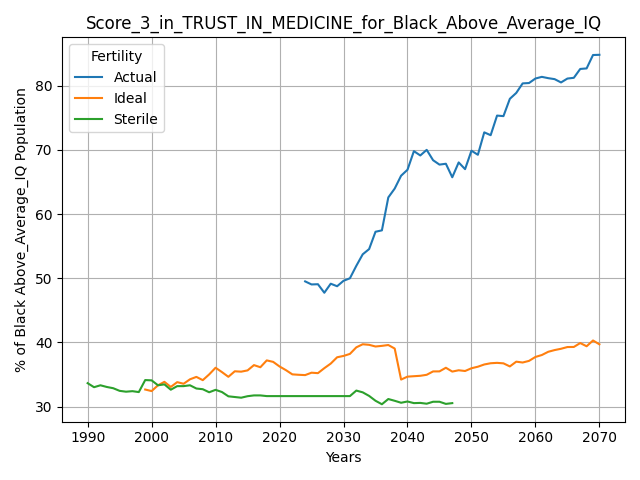 Score_3_in_TRUST_IN_MEDICINE_for_Black_Above_Average_IQ
% of Black Above_Average_IQ Population
Fertility
Actual
Ideal
Sterile
80
70
60
50
40
30
1990 2000 2010 2020 2030 2040 2050 2060 2070
Years